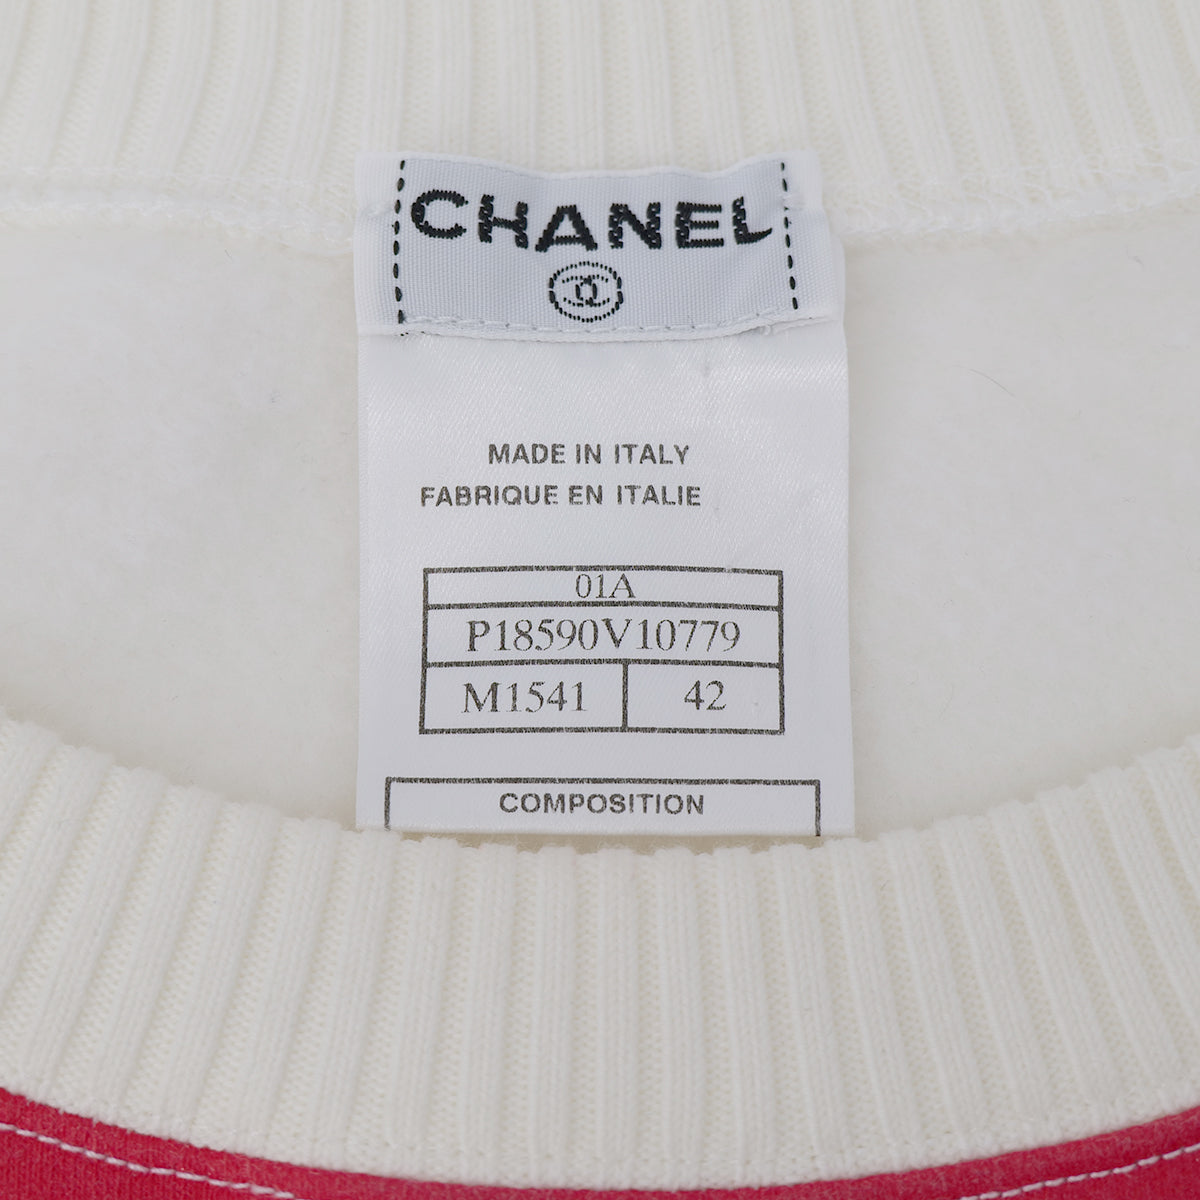 CHANEL
MADE IN ITALY
FABRIQUE EN ITALIE
01A
P18590V10779
M1541 42
COMPOSITION